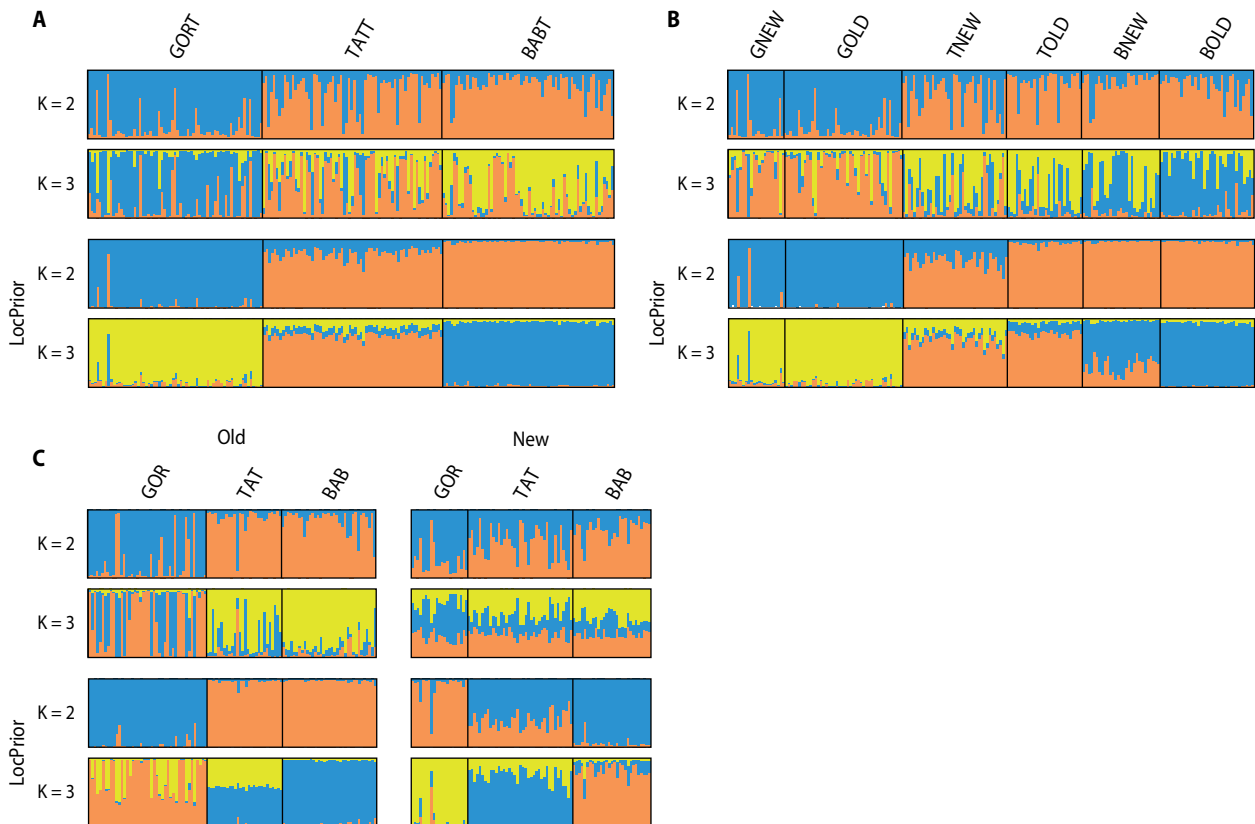 A
GORT TATT BABT
K = 2
K = 3
LocPrior
K = 2
K = 3
B
GNEW GOLD TNEW TOLD BNEW BOLD
K = 2
K = 3
LocPrior
K = 2
K = 3
C
Old New
GOR TAT BAB GOR TAT BAB
K = 2
K = 3
LocPrior
K = 2
K = 3